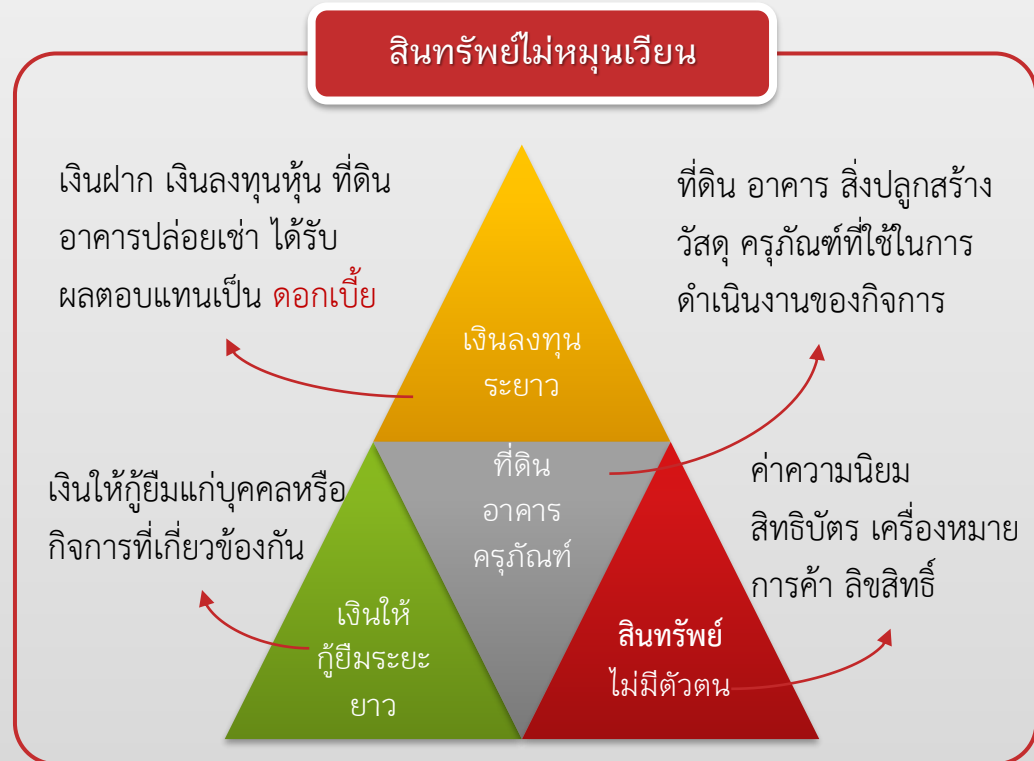 สินทรัพย์ไม่หมุนเวียน
เงินฝาก เงินลงทุนหุ้น ที่ดิน
อาคารปล่อยเช่า ได้รับ
ผลตอบแทนเป็น ดอกเบี้ย
ที่ดิน อาคาร สิ่งปลูกสร้าง
วัสดุ ครุภัณฑ์ที่ใช้ในการ
ดำเนินงานของกิจการ
เงินลงทุน
ระยาว
เงินให้กู้ยืมแก่บุคคลหรือ
กิจการที่เกี่ยวข้องกัน
ที่ดิน
อาคาร
ครุภัณฑ์
ค่าความนิยม
สิทธิบัตร เครื่องหมาย
การค้า ลิขสิทธิ์
เงินให้
กู้ยืมระยะ
ยาว
สินทรัพย์
ไม่มีตัวตน